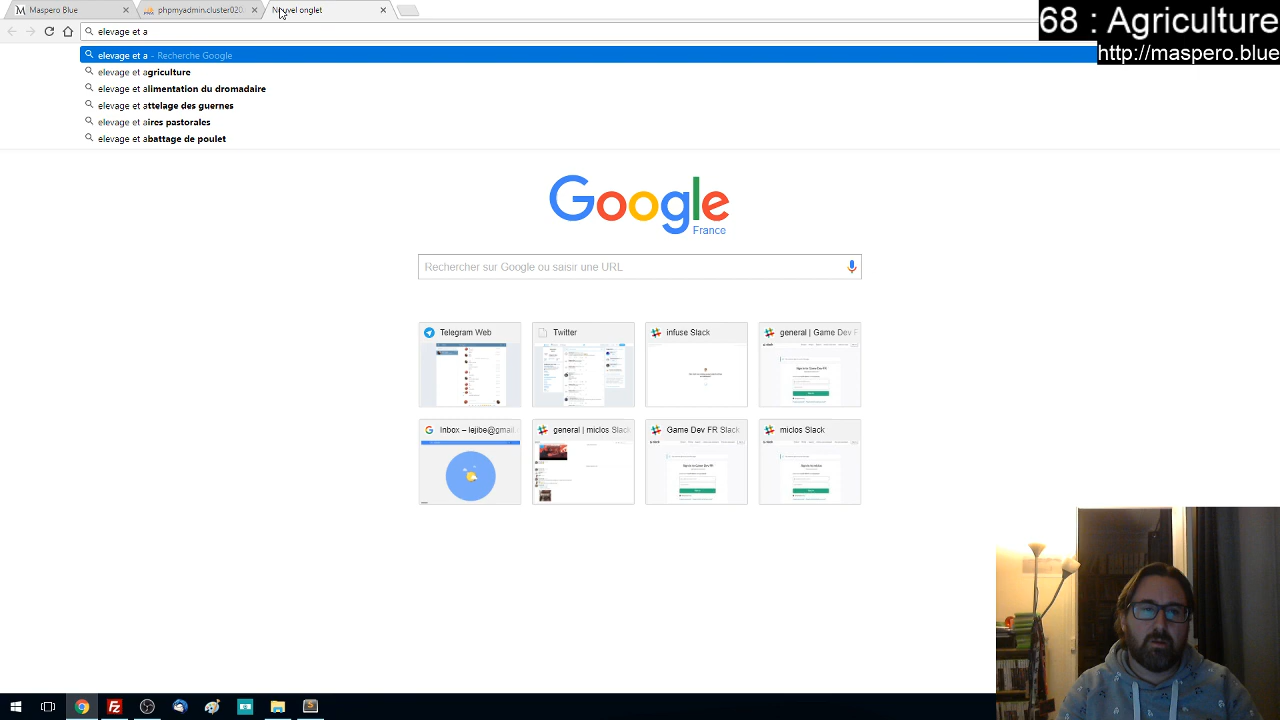 Maspero Blue
phpmyadmin.cluster020.
Nouvel onglet
68 : Agriculture
http://maspero.blue
elevage et a
elevage et a - Recherche Google
elevage et agriculture
elevage et alimentation du dromadaire
elevage et attelage des guernes
elevage et aires pastorales
elevage et abattage de poulet
Google
France
Rechercher sur Google ou saisir une URL
Telegram Web
Twitter
infuse Slack
general | Game Dev F
Inbox – lejibe@gmail.
general | miclos Slack
Game Dev FR Slack
miclos Slack